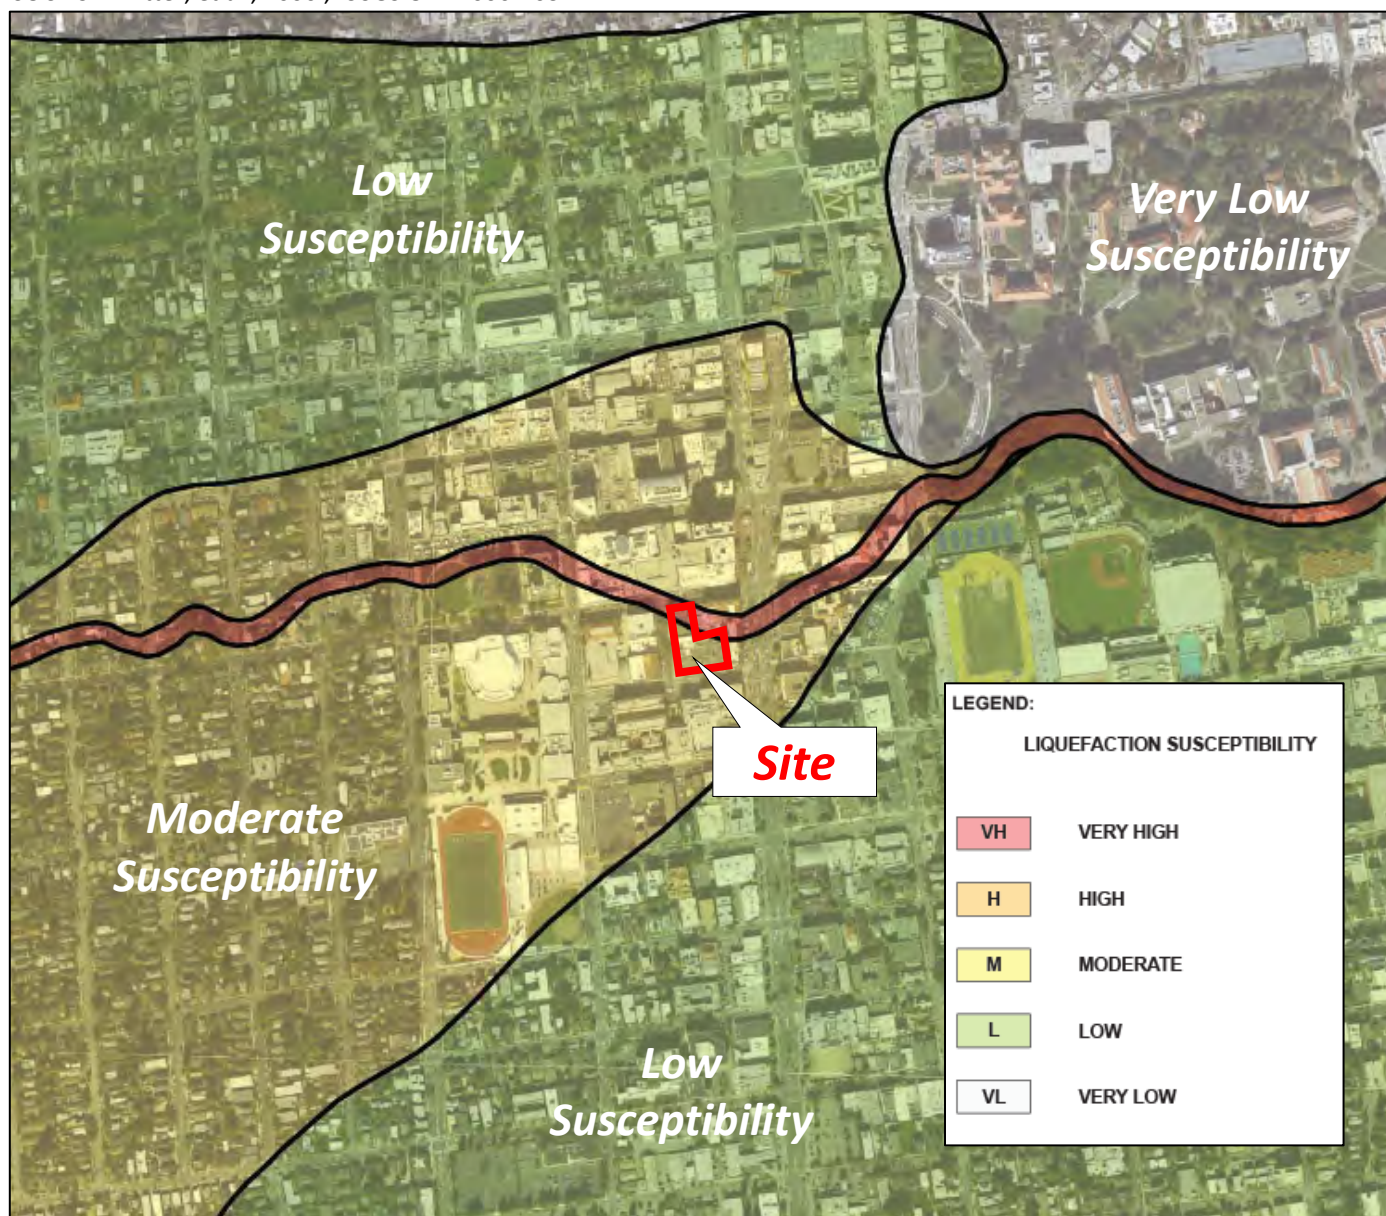 Low
Susceptibility
Very Low
Susceptibility
Site
Moderate
Susceptibility
Low
Susceptibility
LEGEND:
LIQUEFACTION SUSCEPTIBILITY
VH VERY HIGH
H HIGH
M MODERATE
L LOW
VL VERY LOW